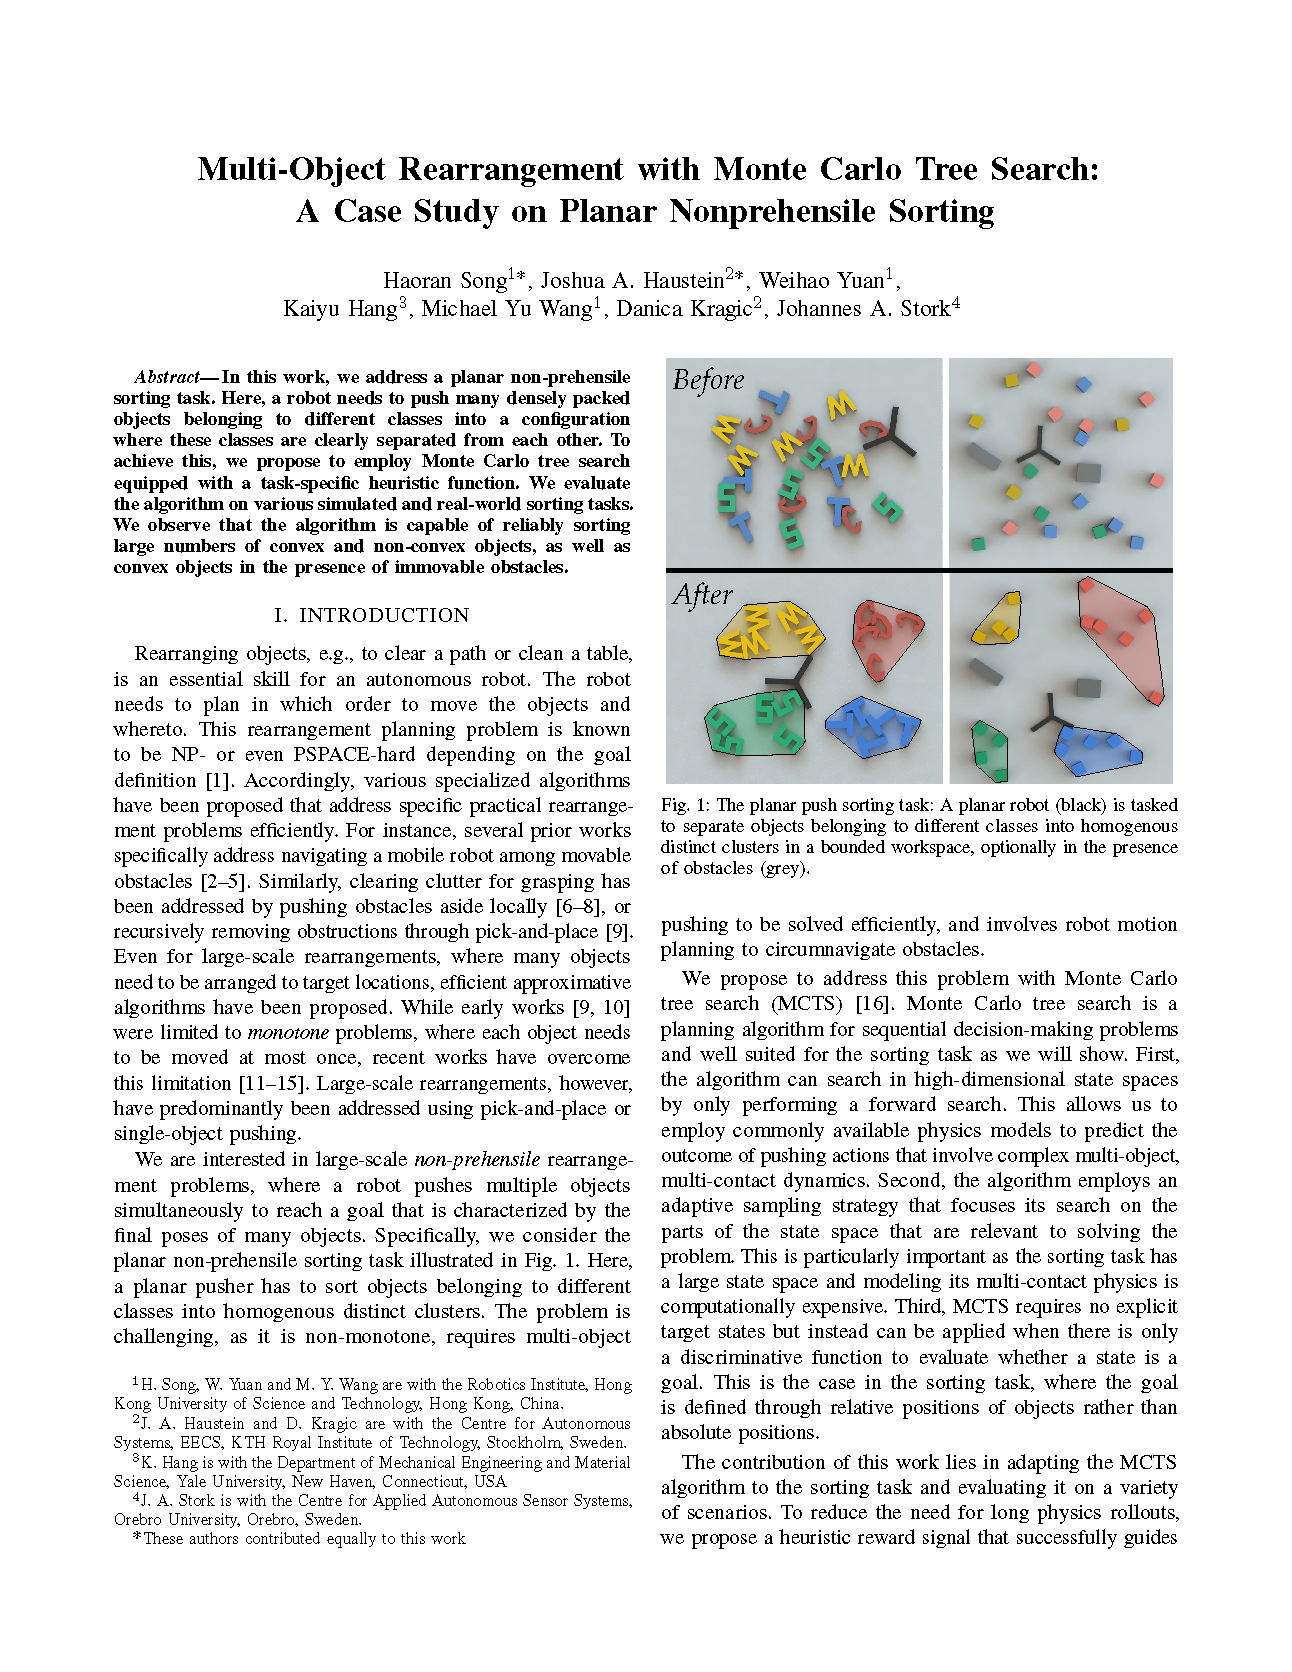 Multi-Object Rearrangement with Monte Carlo Tree Search:
A Case Study on Planar Nonprehensile Sorting
Haoran Song1*, Joshua A. Haustein2*, Weihao Yuan1,
Kaiyu Hang3, Michael Yu Wang1, Danica Kragic2, Johannes A. Stork4
Abstract—In this work, we address a planar non-prehensile
sorting task. Here, a robot needs to push many densely packed
objects belonging to different classes into a configuration
where these classes are clearly separated from each other. To
achieve this, we propose to employ Monte Carlo tree search
equipped with a task-specific heuristic function. We evaluate
the algorithm on various simulated and real-world sorting tasks.
We observe that the algorithm is capable of reliably sorting
large numbers of convex and non-convex objects, as well as
convex objects in the presence of immovable obstacles.
I. INTRODUCTION
Rearranging objects, e.g., to clear a path or clean a table,
is an essential skill for an autonomous robot. The robot
needs to plan in which order to move the objects and
whereto. This rearrangement planning problem is known
to be NP- or even PSPACE-hard depending on the goal
definition [1]. Accordingly, various specialized algorithms
have been proposed that address specific practical rearrange-
ment problems efficiently. For instance, several prior works
specifically address navigating a mobile robot among movable
obstacles [2–5]. Similarly, clearing clutter for grasping has
been addressed by pushing obstacles aside locally [6–8], or
recursively removing obstructions through pick-and-place [9].
Even for large-scale rearrangements, where many objects
need to be arranged to target locations, efficient approximative
algorithms have been proposed. While early works [9, 10]
were limited to monotone problems, where each object needs
to be moved at most once, recent works have overcome
this limitation [11–15]. Large-scale rearrangements, however,
have predominantly been addressed using pick-and-place or
single-object pushing.
We are interested in large-scale non-prehensile rearrange-
ment problems, where a robot pushes multiple objects
simultaneously to reach a goal that is characterized by the
final poses of many objects. Specifically, we consider the
planar non-prehensile sorting task illustrated in Fig. 1. Here,
a planar pusher has to sort objects belonging to different
classes into homogenous distinct clusters. The problem is
challenging, as it is non-monotone, requires multi-object
1H. Song, W. Yuan and M. Y. Wang are with the Robotics Institute, Hong
Kong University of Science and Technology, Hong Kong, China.
2J. A. Haustein and D. Kragic are with the Centre for Autonomous
Systems, EECS, KTH Royal Institute of Technology, Stockholm, Sweden.
3K. Hang is with the Department of Mechanical Engineering and Material
Science, Yale University, New Haven, Connecticut, USA
4J. A. Stork is with the Centre for Applied Autonomous Sensor Systems,
Orebro University, Orebro, Sweden.
*These authors contributed equally to this work
Before
After
Fig. 1: The planar push sorting task: A planar robot (black) is tasked
to separate objects belonging to different classes into homogenous
distinct clusters in a bounded workspace, optionally in the presence
of obstacles (grey).
pushing to be solved efficiently, and involves robot motion
planning to circumnavigate obstacles.
We propose to address this problem with Monte Carlo
tree search (MCTS) [16]. Monte Carlo tree search is a
planning algorithm for sequential decision-making problems
and well suited for the sorting task as we will show. First,
the algorithm can search in high-dimensional state spaces
by only performing a forward search. This allows us to
employ commonly available physics models to predict the
outcome of pushing actions that involve complex multi-object,
multi-contact dynamics. Second, the algorithm employs an
adaptive sampling strategy that focuses its search on the
parts of the state space that are relevant to solving the
problem. This is particularly important as the sorting task has
a large state space and modeling its multi-contact physics is
computationally expensive. Third, MCTS requires no explicit
target states but instead can be applied when there is only
a discriminative function to evaluate whether a state is a
goal. This is the case in the sorting task, where the goal
is defined through relative positions of objects rather than
absolute positions.
The contribution of this work lies in adapting the MCTS
algorithm to the sorting task and evaluating it on a variety
of scenarios. To reduce the need for long physics rollouts,
we propose a heuristic reward signal that successfully guides